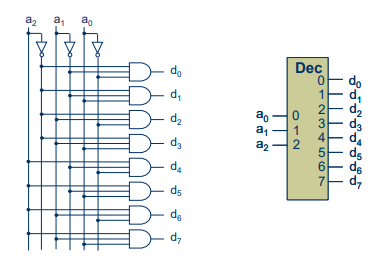 a₂ a₁ a₀
d₀
d₁
d₂
d₃
d₄
d₅
d₆
d₇
Dec
0 d₀
1 d₁
2 d₂
a₀ 0 3 d₃
a₁ 1 4 d₄
a₂ 2 5 d₅
6 d₆
7 d₇